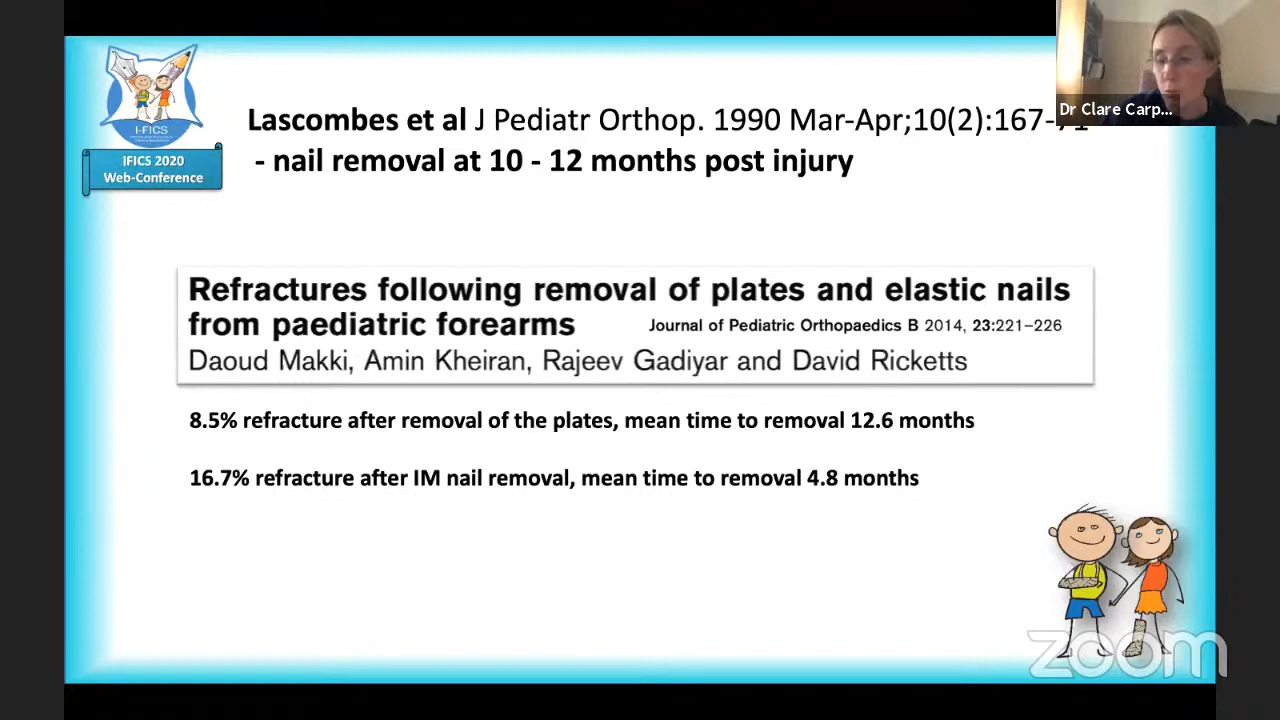 Lascombes et al J Pediatr Orthop. 1990 Mar-Apr;10(2):167-71
- nail removal at 10 - 12 months post injury
I-FICS
IFICS 2020
Web-Conference
Dr Clare Carp...
Refractures following removal of plates and elastic nails
from paediatric forearms
Journal of Pediatric Orthopaedics B 2014, 23:221–226
Daoud Makki, Amin Kheiran, Rajeev Gadiyar and David Ricketts
8.5% refracture after removal of the plates, mean time to removal 12.6 months
16.7% refracture after IM nail removal, mean time to removal 4.8 months
zoom